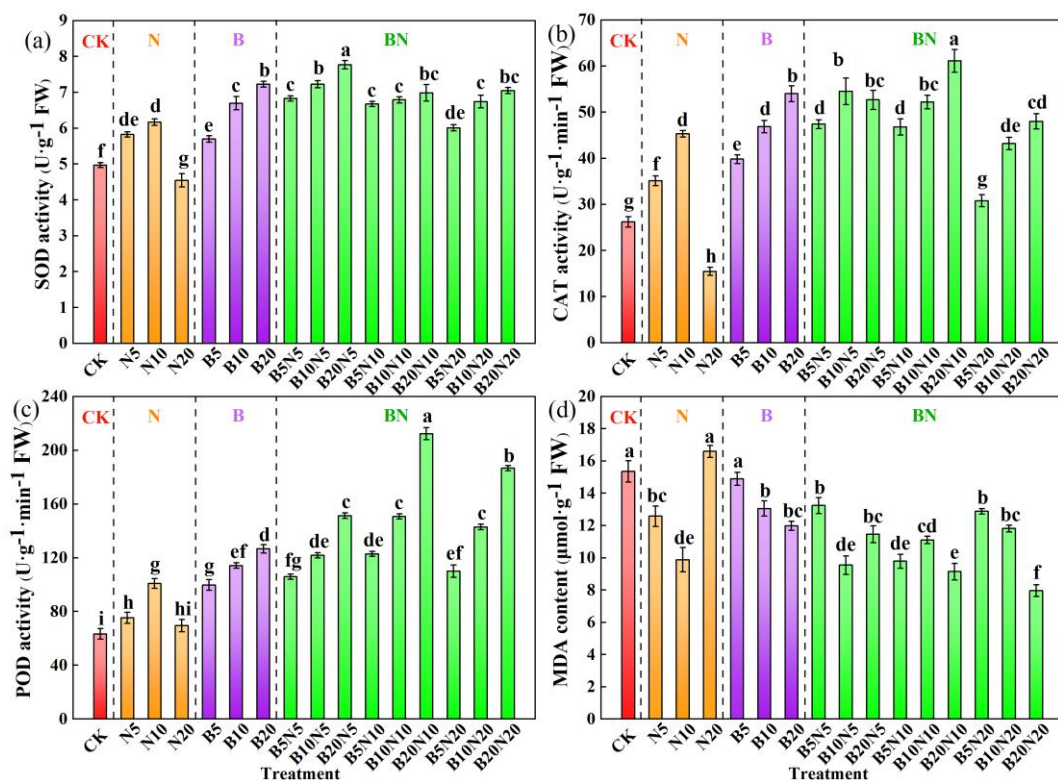 (a)
CK
N
B
BN
SOD activity (U·g⁻¹ FW)
9
8
7
6
5
4
3
2
1
0
f
de
d
g
e
c
b
c
b
a
c
c
bc
de
c
bc
CK
N5
N10
N20
B5
B10
B20
B5N5
B10N5
B20N5
B5N10
B10N10
B20N10
B5N20
B10N20
B20N20
(b)
CK
N
B
BN
CAT activity (U·g⁻¹·min⁻¹ FW)
70
60
50
40
30
20
10
0
g
f
d
h
e
d
b
d
b
bc
d
bc
a
g
de
cd
CK
N5
N10
N20
B5
B10
B20
B5N5
B10N5
B20N5
B5N10
B10N10
B20N10
B5N20
B10N20
B20N20
(c)
CK
N
B
BN
POD activity (U·g⁻¹·min⁻¹ FW)
240
200
160
120
80
40
0
i
h
f
hi
g
ef
d
fg
de
c
de
c
a
ef
c
b
CK
N5
N10
N20
B5
B10
B20
B5N5
B10N5
B20N5
B5N10
B10N10
B20N10
B5N20
B10N20
B20N20
Treatment
(d)
CK
N
B
BN
MDA content (μmol·g⁻¹ FW)
20
18
16
14
12
10
8
6
4
2
0
a
bc
de
a
a
b
bc
b
de
bc
de
cd
e
b
bc
f
CK
N5
N10
N20
B5
B10
B20
B5N5
B10N5
B20N5
B5N10
B10N10
B20N10
B5N20
B10N20
B20N20
Treatment